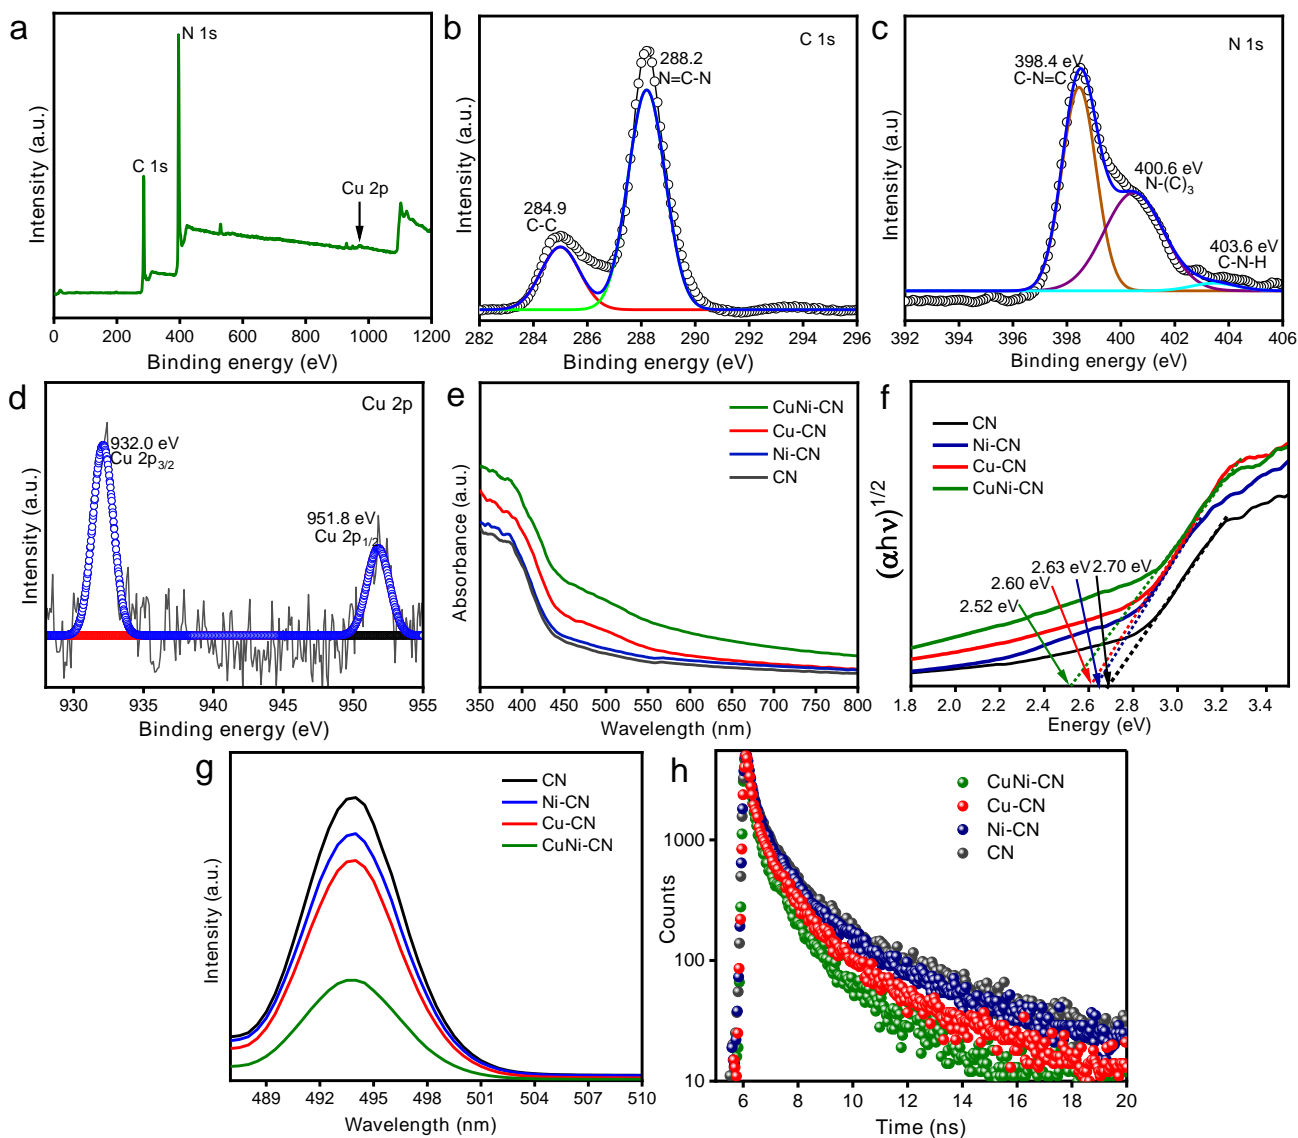 a
N 1s
C 1s
Cu 2p
Intensity (a.u.)
0 200 400 600 800 1000 1200
Binding energy (eV)
b
C 1s
288.2
N=C-N
284.9
C-C
Intensity (a.u.)
282 284 286 288 290 292 294 296
Binding energy (eV)
c
N 1s
398.4 eV
C-N=C
400.6 eV
N-(C)3
403.6 eV
C-N-H
Intensity (a.u.)
392 394 396 398 400 402 404 406
Binding energy (eV)
d
Cu 2p
932.0 eV
Cu 2p3/2
951.8 eV
Cu 2p1/2
Intensity (a.u.)
930 935 940 945 950 955
Binding energy (eV)
e
CuNi-CN
Cu-CN
Ni-CN
CN
Absorbance (a.u.)
350 400 450 500 550 600 650 700 750 800
Wavelength (nm)
f
CN
Ni-CN
Cu-CN
CuNi-CN
(αhν)1/2
2.63 eV 2.70 eV
2.60 eV
2.52 eV
1.8 2.0 2.2 2.4 2.6 2.8 3.0 3.2 3.4
Energy (eV)
g
CN
Ni-CN
Cu-CN
CuNi-CN
Intensity (a.u.)
489 492 495 498 501 504 507 510
Wavelength (nm)
h
CuNi-CN
Cu-CN
Ni-CN
CN
Counts
1000
100
10
6 8 10 12 14 16 18 20
Time (ns)